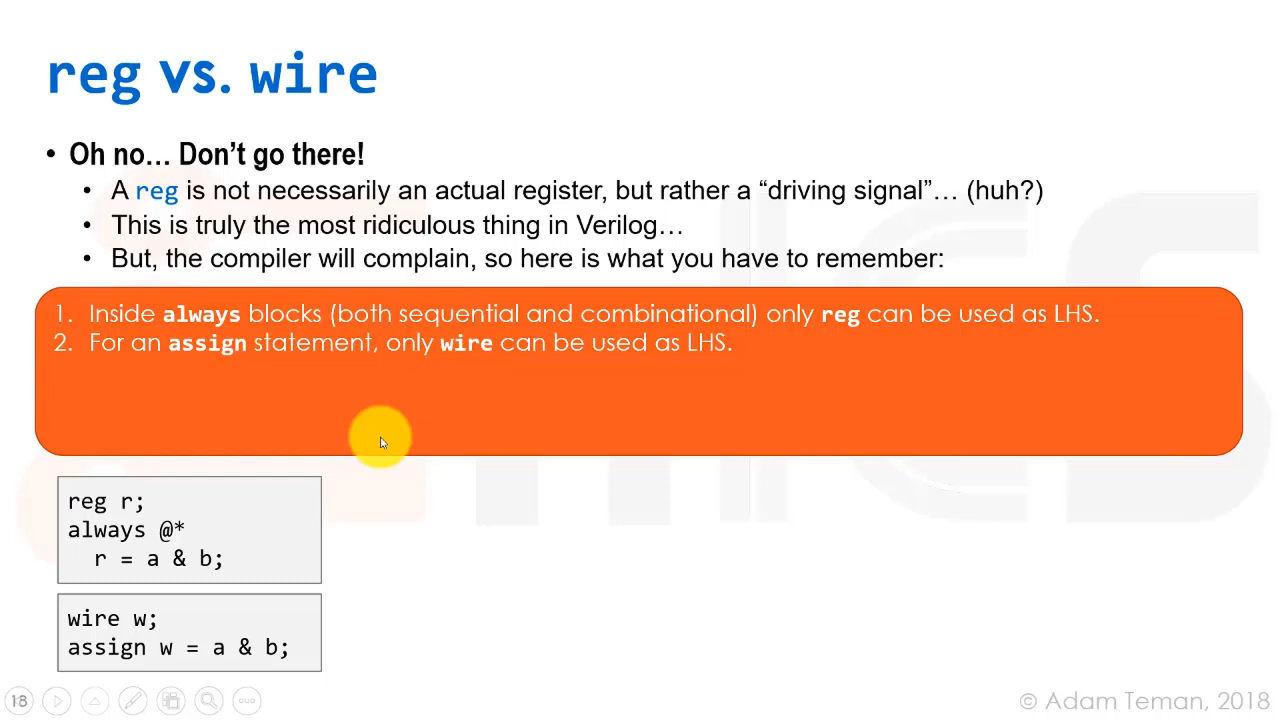 reg vs. wire
• Oh no… Don’t go there!
• A reg is not necessarily an actual register, but rather a “driving signal”… (huh?)
• This is truly the most ridiculous thing in Verilog…
• But, the compiler will complain, so here is what you have to remember:
1. Inside always blocks (both sequential and combinational) only reg can be used as LHS.
2. For an assign statement, only wire can be used as LHS.
reg r;
always @*
r = a & b;
wire w;
assign w = a & b;
18
© Adam Teman, 2018